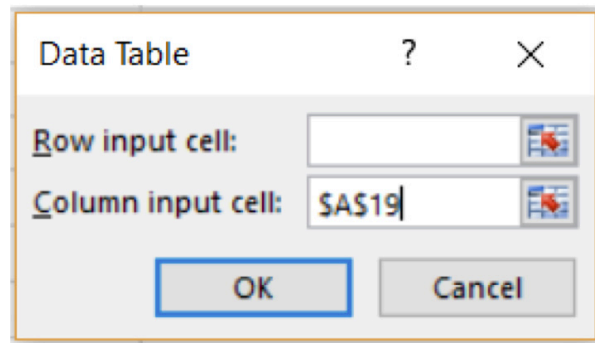 Data Table ?
Row input cell:
Column input cell: $A$19
OK Cancel